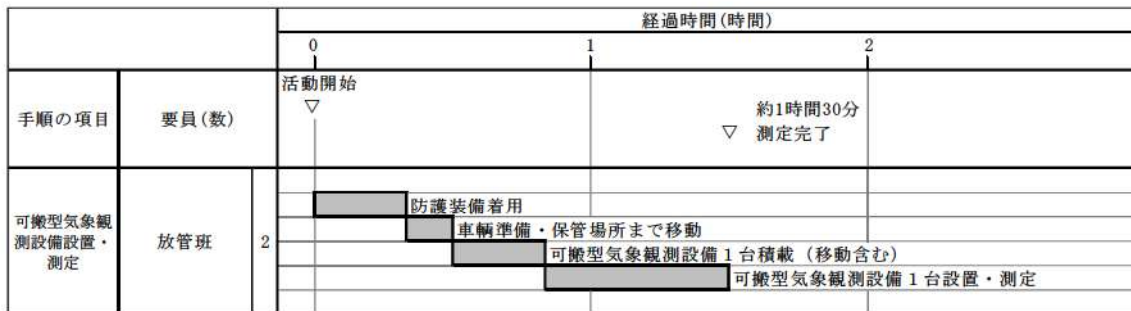 経過時間(時間)
0 1 2
手順の項目 要員(数)
活動開始
▽
約1時間30分
▽ 測定完了
可搬型気象観
測設備設置・
測定
放管班 2
防護装備着用
車輌準備・保管場所まで移動
可搬型気象観測設備1台積載(移動含む)
可搬型気象観測設備1台設置・測定